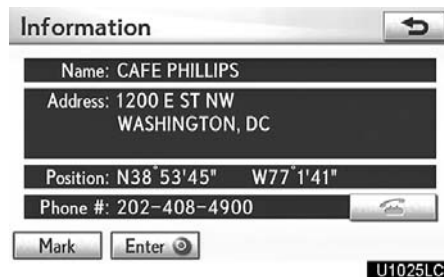 Information
Name: CAFE PHILLIPS
Address: 1200 E ST NW
WASHINGTON, DC
Position: N38°53'45" W77°1'41"
Phone #: 202-408-4900
Mark Enter
U1025LC